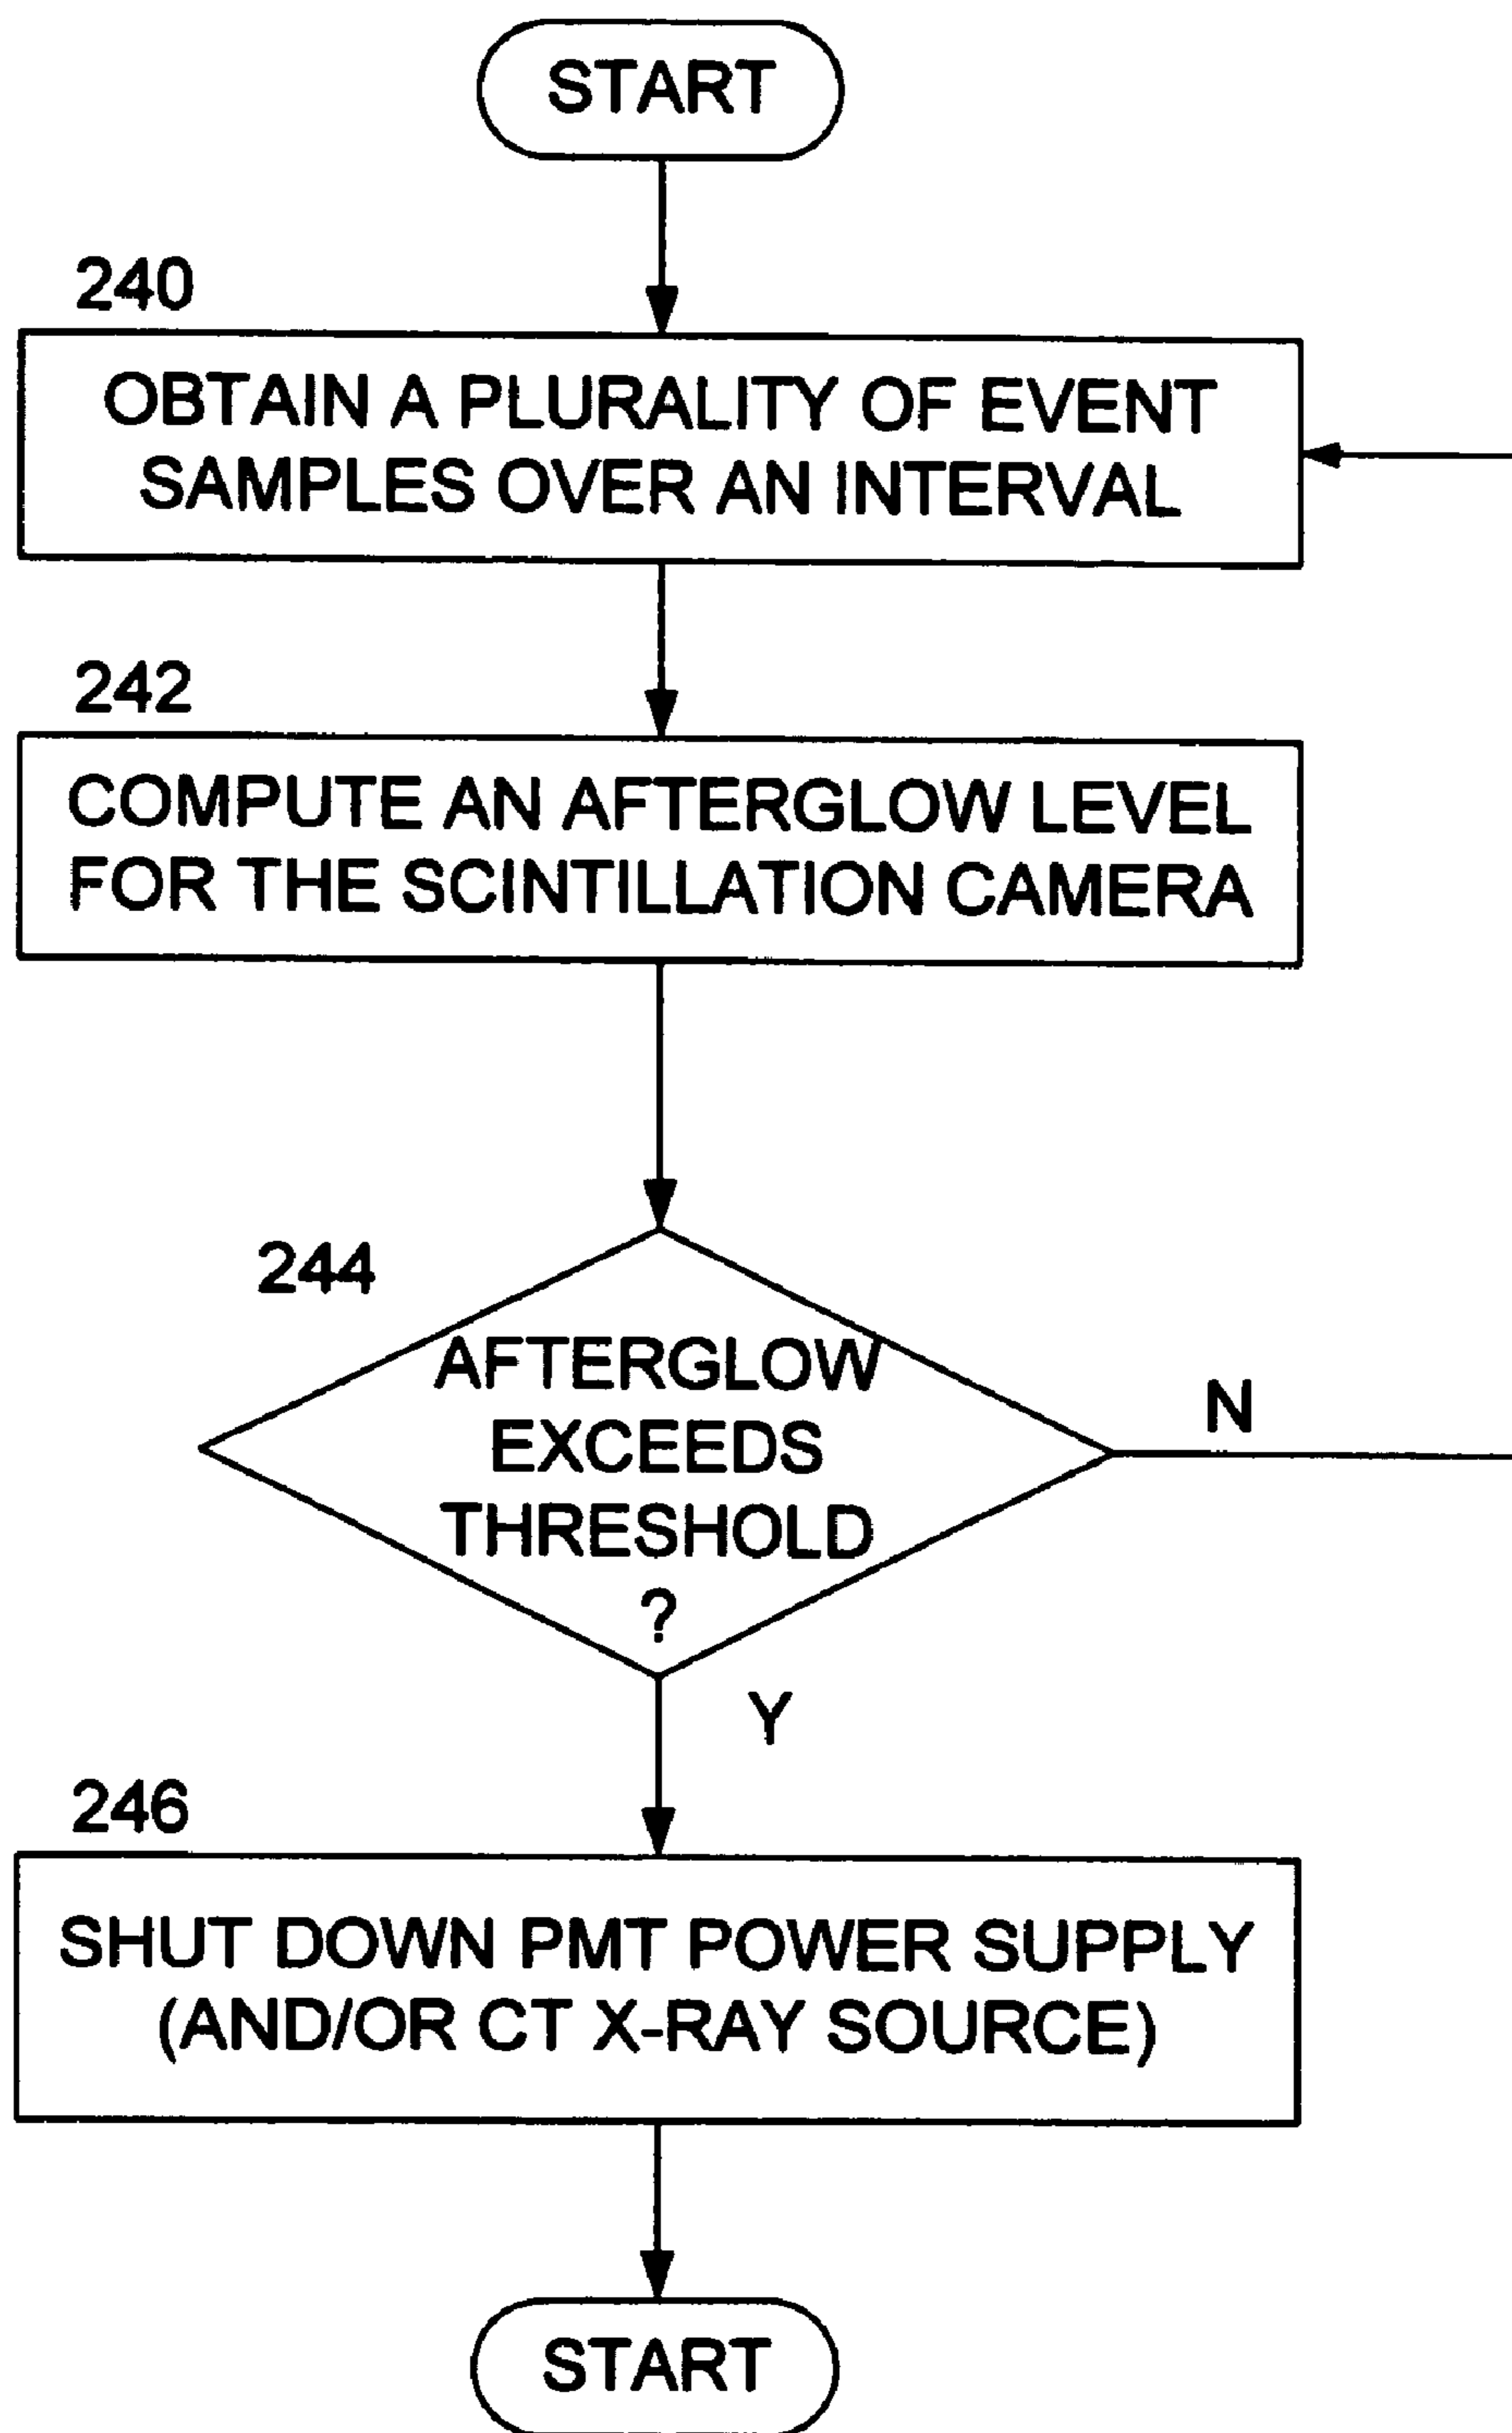 START
240
OBTAIN A PLURALITY OF EVENT
SAMPLES OVER AN INTERVAL
242
COMPUTE AN AFTERGLOW LEVEL
FOR THE SCINTILLATION CAMERA
244
AFTERGLOW
EXCEEDS
THRESHOLD
?
N
Y
246
SHUT DOWN PMT POWER SUPPLY
(AND/OR CT X-RAY SOURCE)
START